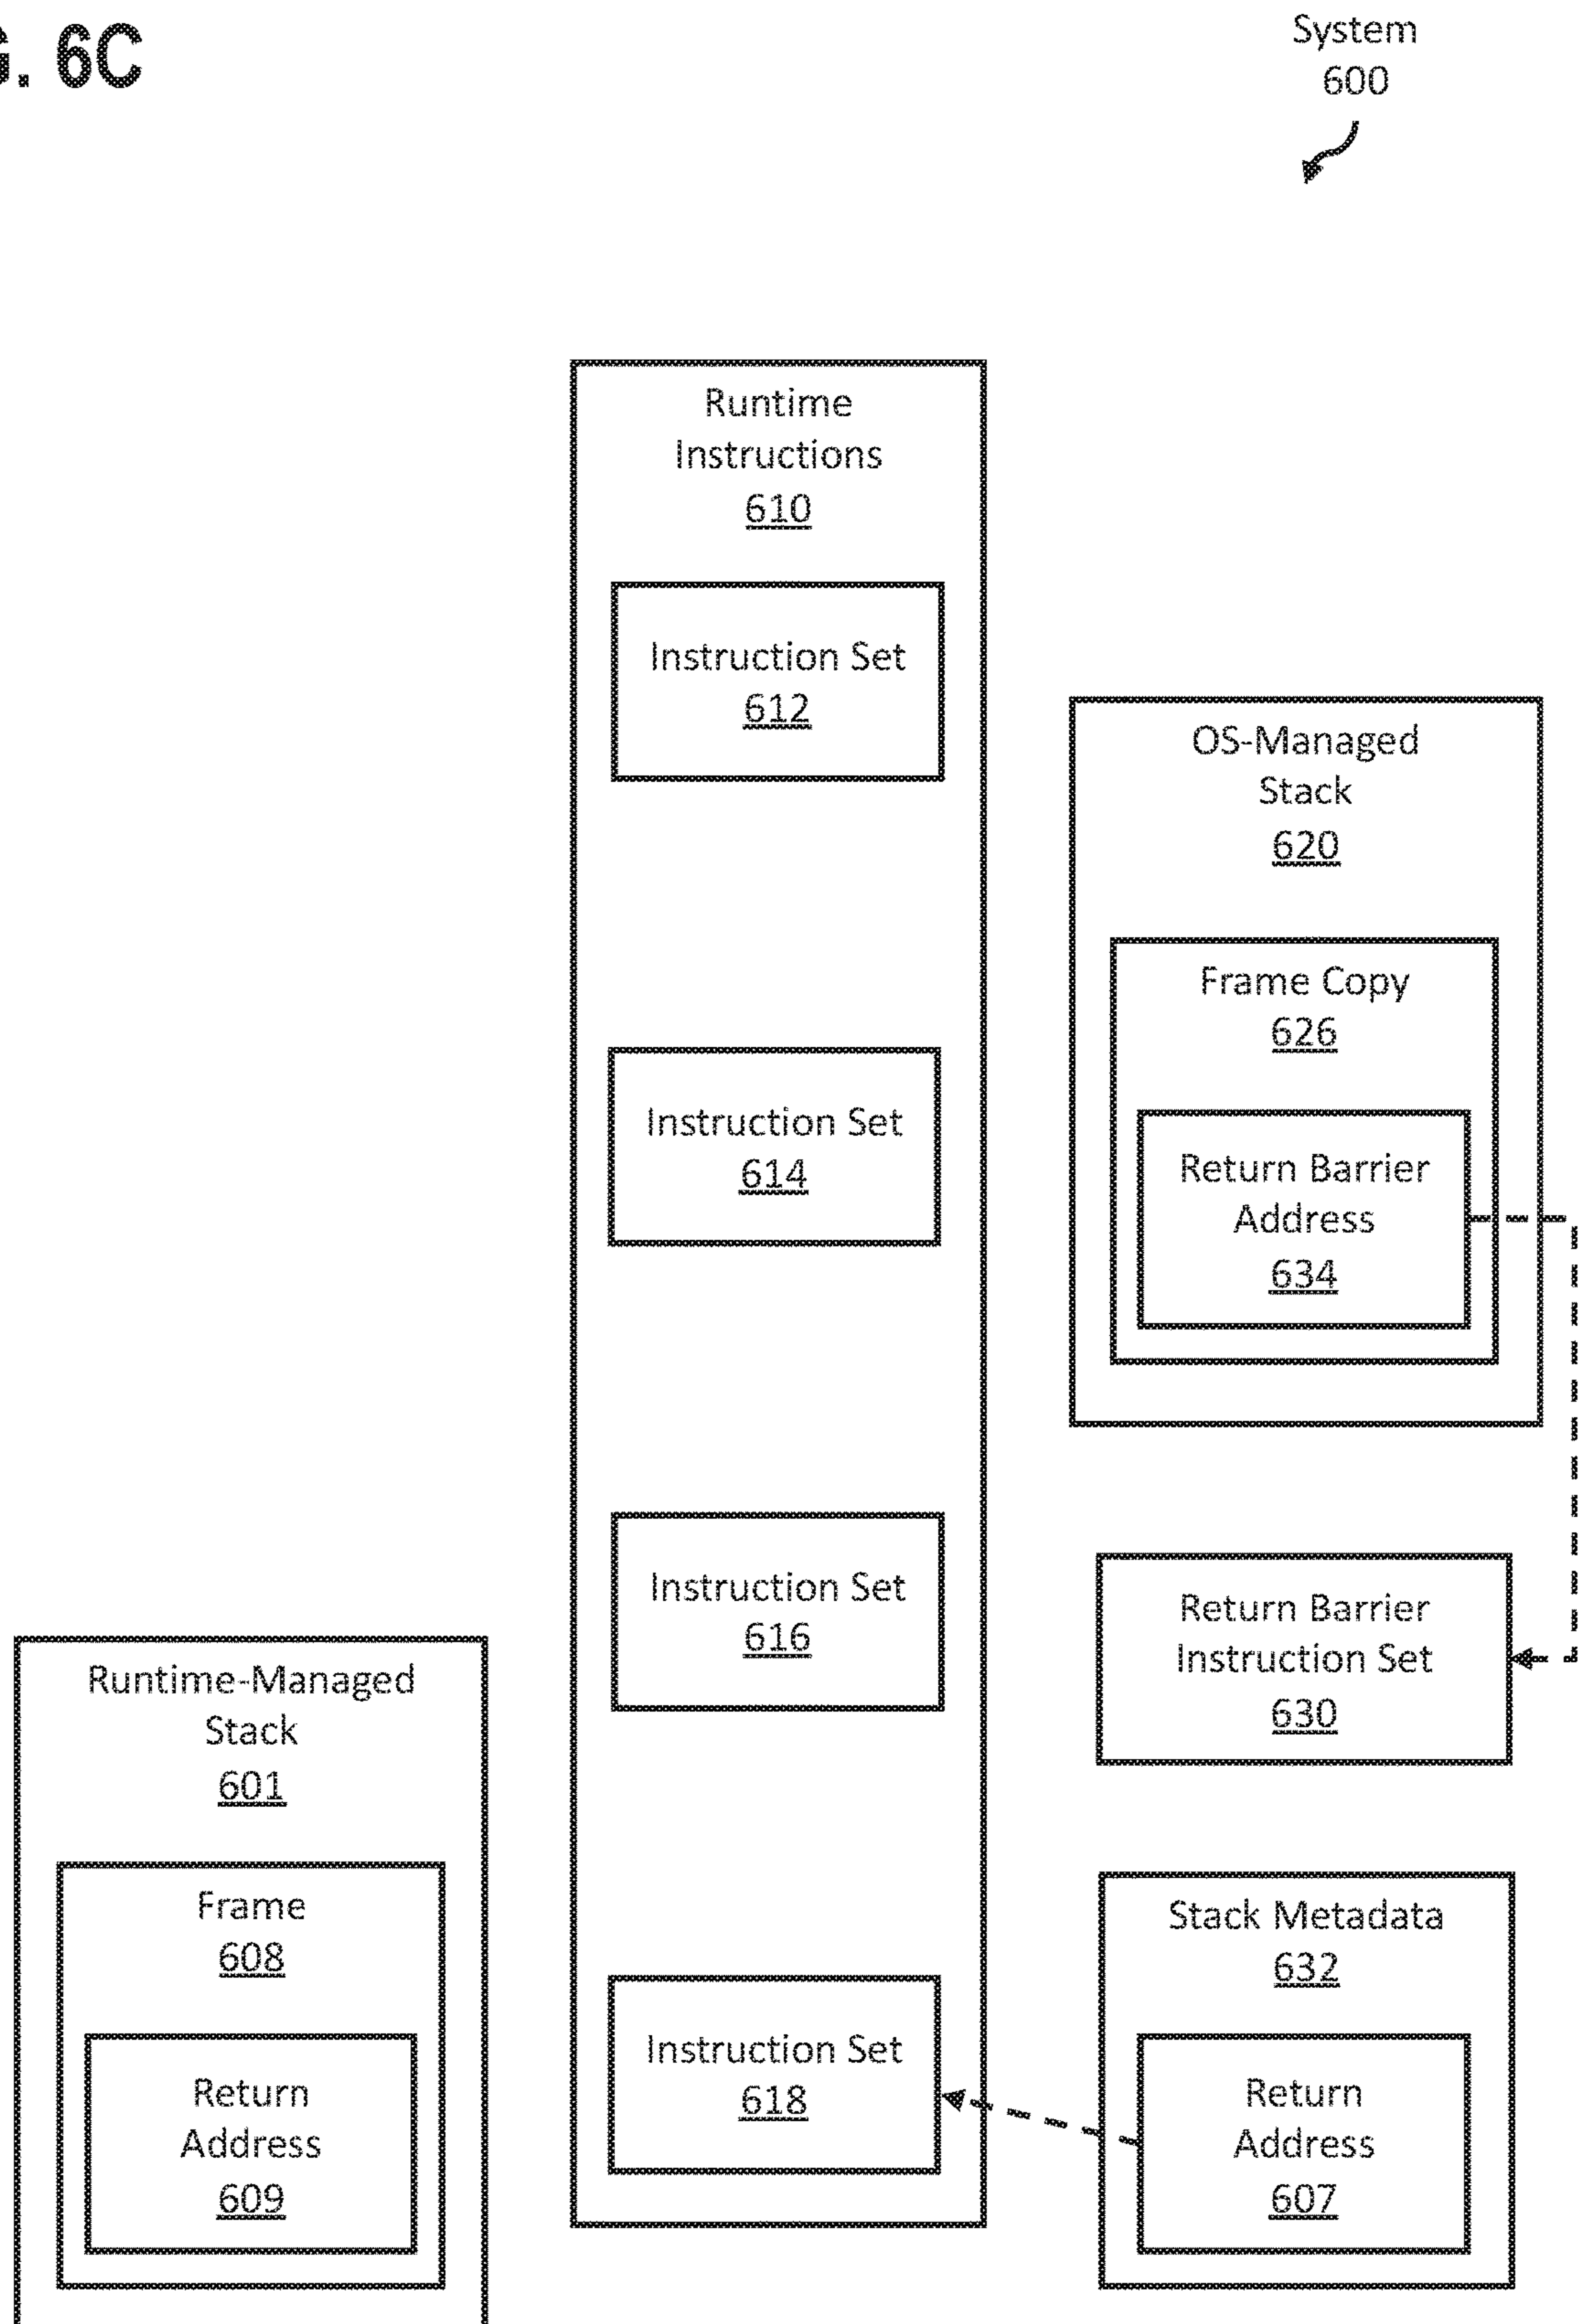 G. 6C
System
600
Runtime
Instructions
610
Instruction Set
612
OS-Managed
Stack
620
Frame Copy
626
Instruction Set
614
Return Barrier
Address
634
Instruction Set
616
Return Barrier
Instruction Set
630
Runtime-Managed
Stack
601
Frame
608
Return
Address
609
Instruction Set
618
Stack Metadata
632
Return
Address
607